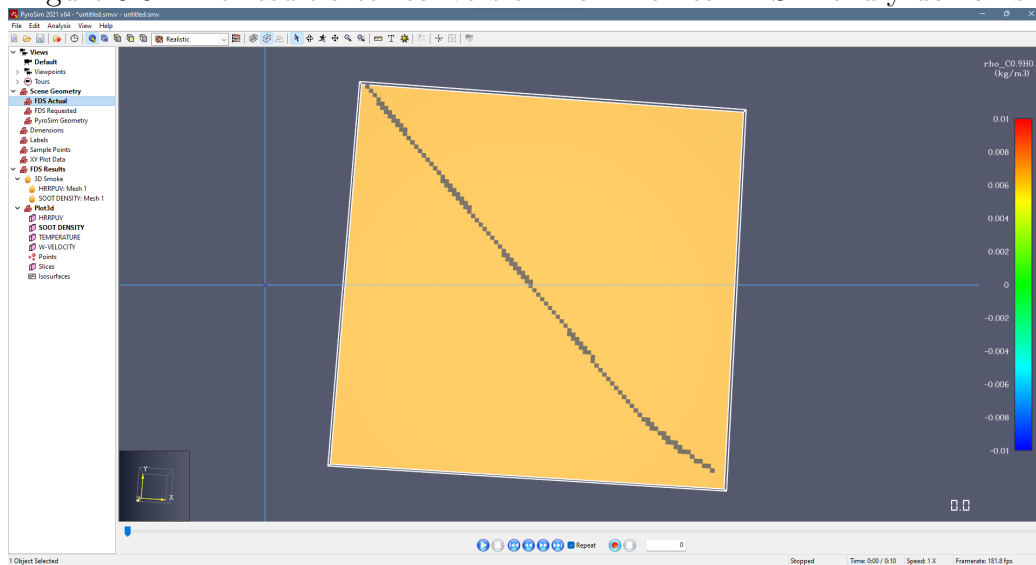 PyroSim 2021 x64 - *untitled.smvv - untitled.smv
File Edit Analysis View Help
Realistic
Views
Default
Viewpoints
Tours
Scene Geometry
FDS Actual
FDS Requested
PyroSim Geometry
Dimensions
Labels
Sample Points
XY Plot Data
FDS Results
3D Smoke
HRRPUV: Mesh 1
SOOT DENSITY: Mesh 1
Plot3d
HRRPUV
SOOT DENSITY
TEMPERATURE
W-VELOCITY
Points
Slices
Isosurfaces
rho_C0.9H0.
(kg/m3)
0.01
0.008
0.006
0.004
0.002
0
-0.002
-0.004
-0.006
-0.008
-0.01
Y
Z
X
0.0
Repeat
0
1 Object Selected
Stopped
Time: 0:00 / 0:10
Speed: 1 X
Framerate: 181.8 fps